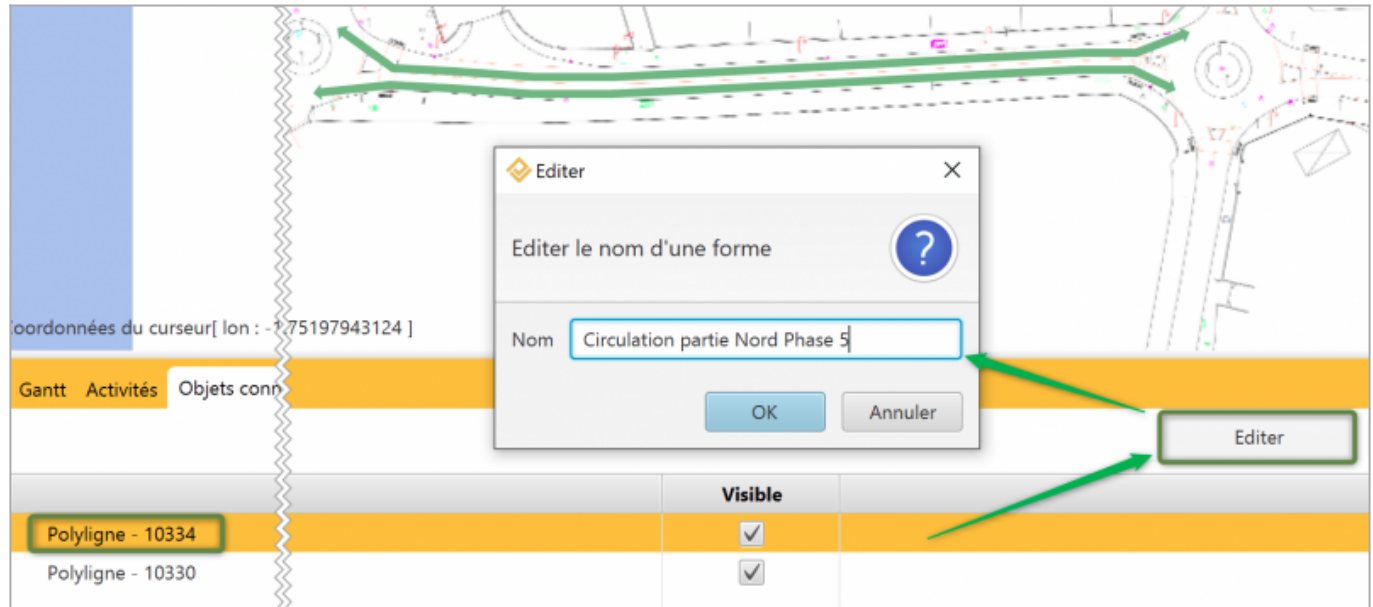 Editer
Editer le nom d'une forme
?
oordonnées du curseur[ lon : -1.75197943124 ]
Nom Circulation partie Nord Phase 5
OK Annuler
Gantt Activités Objets conn
Editer
Visible
Polyligne - 10334
Polyligne - 10330